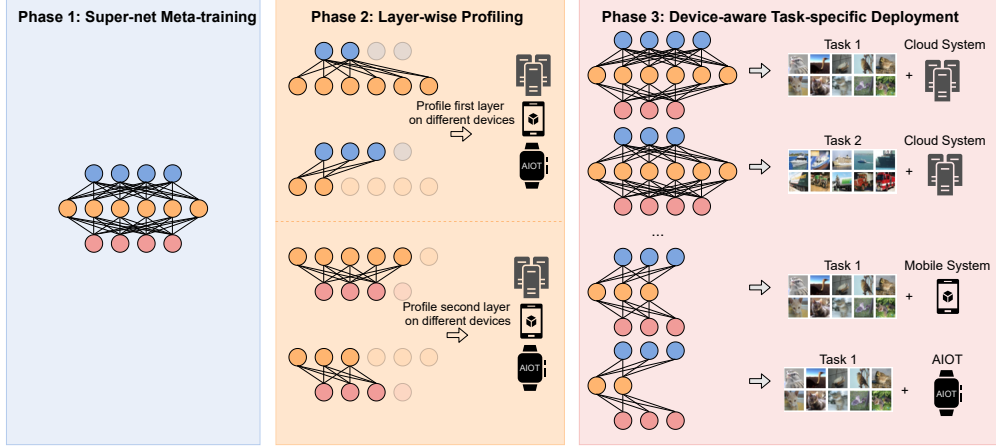 Phase 1: Super-net Meta-training
Phase 2: Layer-wise Profiling
Profile first layer
on different devices
AIOT
Profile second layer
on different devices
AIOT
Phase 3: Device-aware Task-specific Deployment
Task 1
+
Cloud System
Task 2
+
Cloud System
...
Task 1
+
Mobile System
Task 1
+
AIOT
AIOT